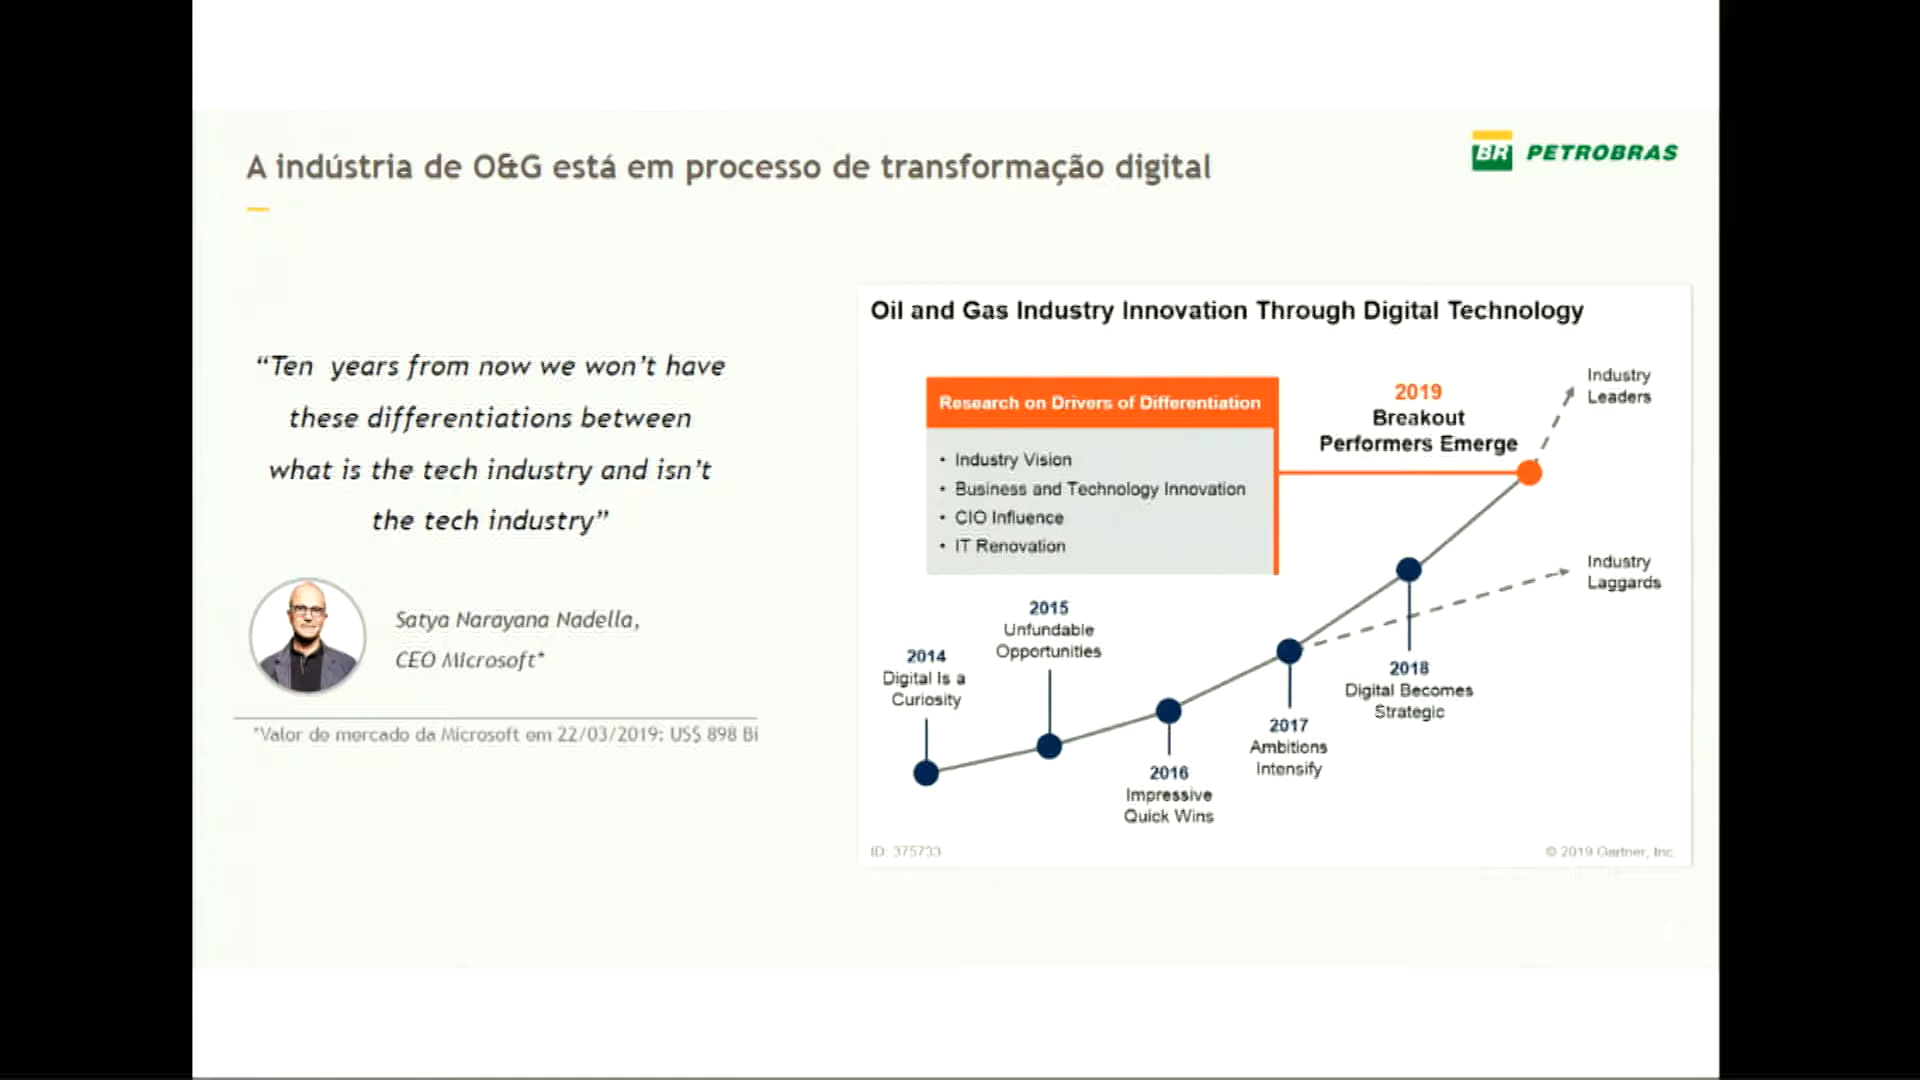 A indústria de O&G está em processo de transformação digital
BR PETROBRAS
“Ten years from now we won’t have
these differentiations between
what is the tech industry and isn’t
the tech industry”
Satya Narayana Nadella,
CEO Microsoft*
*Valor de mercado da Microsoft em 22/03/2019: US$ 898 Bi
Oil and Gas Industry Innovation Through Digital Technology
Research on Drivers of Differentiation
• Industry Vision
• Business and Technology Innovation
• CIO Influence
• IT Renovation
2014
Digital Is a
Curiosity
2015
Unfundable
Opportunities
2016
Impressive
Quick Wins
2017
Ambitions
Intensify
2018
Digital Becomes
Strategic
2019
Breakout
Performers Emerge
Industry
Leaders
Industry
Laggards
ID: 375733
© 2019 Gartner, Inc.